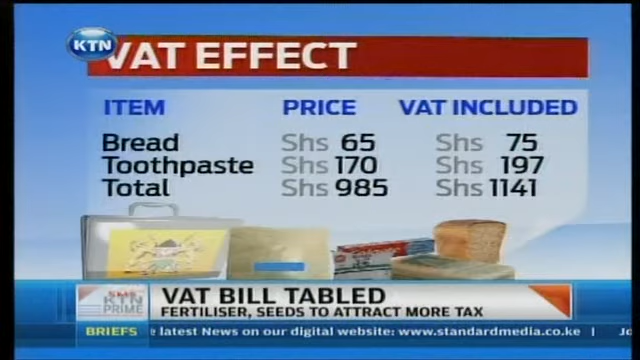 KTN
VAT EFFECT
ITEM PRICE VAT INCLUDED
Bread Shs 65 Shs 75
Toothpaste Shs 170 Shs 197
Total Shs 985 Shs 1141
KTN
PRIME
VAT BILL TABLED
FERTILISER, SEEDS TO ATTRACT MORE TAX
BRIEFS e latest News on our digital website: www.standardmedia.co.ke | Jo